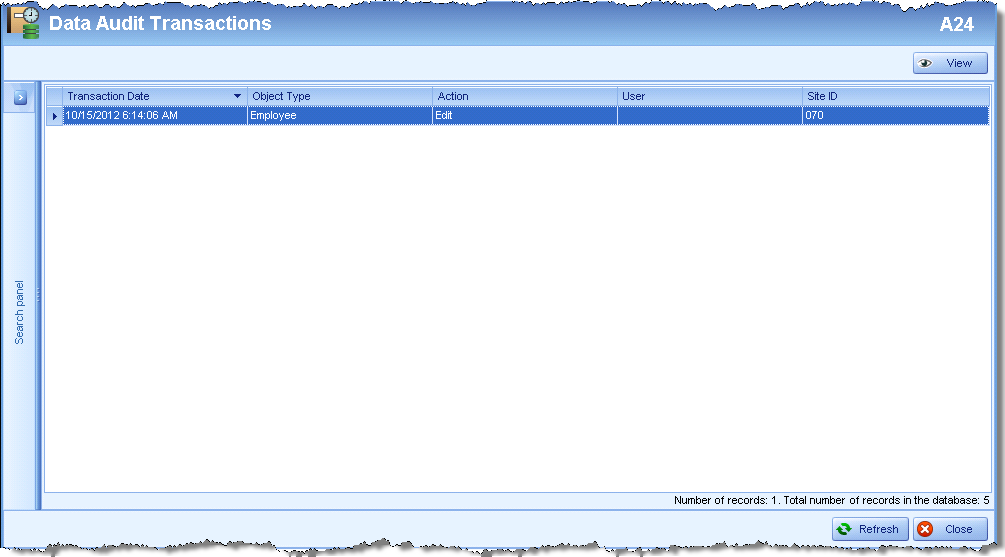 Data Audit Transactions A24
View
Transaction Date Object Type Action User Site ID
10/15/2012 6:14:06 AM Employee Edit 070
Search panel
Number of records: 1. Total number of records in the database: 5
Refresh Close